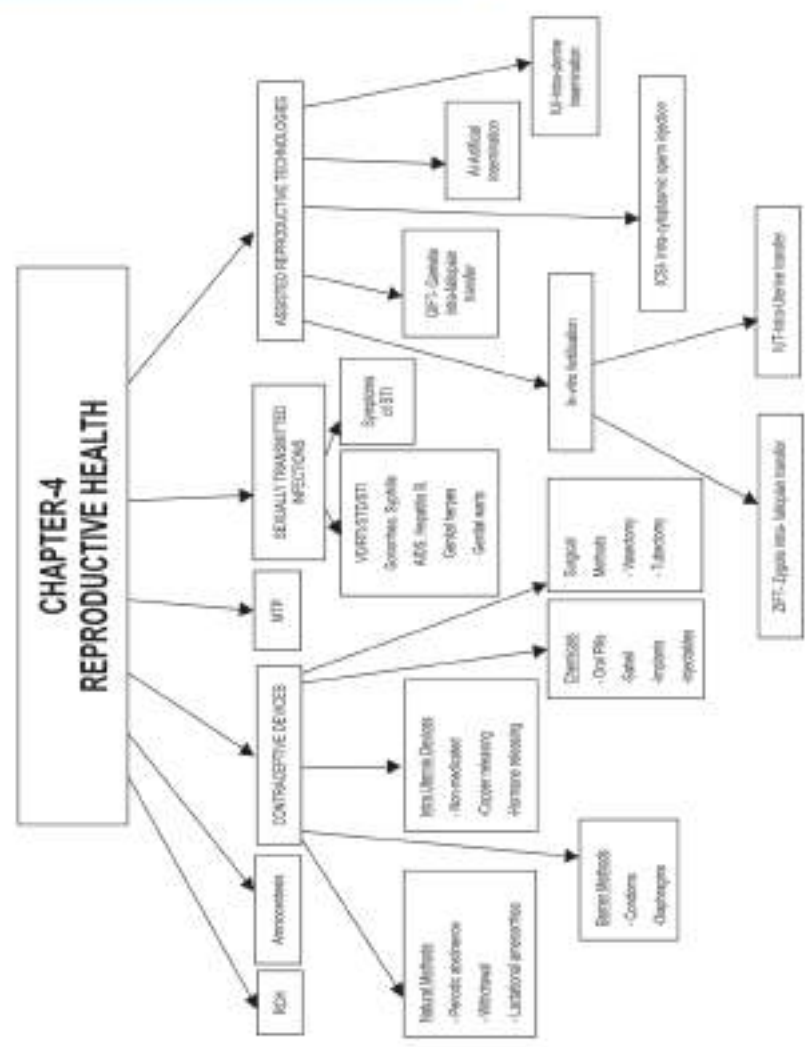 CHAPTER-4
REPRODUCTIVE HEALTH
RCH
Amniocentesis
CONTRACEPTIVE DEVICES
MTP
SEXUALLY TRANSMITTED
INFECTIONS
ASSISTED REPRODUCTIVE TECHNOLOGIES
Natural Methods
- Periodic abstinence
- Withdrawal
- Lactational amenorrhea
Intra Uterine Devices
- Non-medicated
-Copper releasing
-Hormone releasing
Barrier Methods
- Condoms
-Diaphragms
Chemicals
- Oral Pills
-Saheli
-Implants
-Injectables
Surgical
Methods
- Vasectomy
- Tubectomy
VD/RTI/STD/STI
Gonorrhea, Syphilis
AIDS, Hepatitis B,
Genital herpes
Genital warts
Symptoms
of STI
GIFT- Gamete
intra-fallopian
transfer
AI-Artificial
Insemination
IUI-Intra-uterine
insemination
In-vitro fertilisation
ICSI- Intra-cytoplasmic sperm injection
ZIFT- Zygote intra- fallopian transfer
IUT-Intra-Uterine transfer